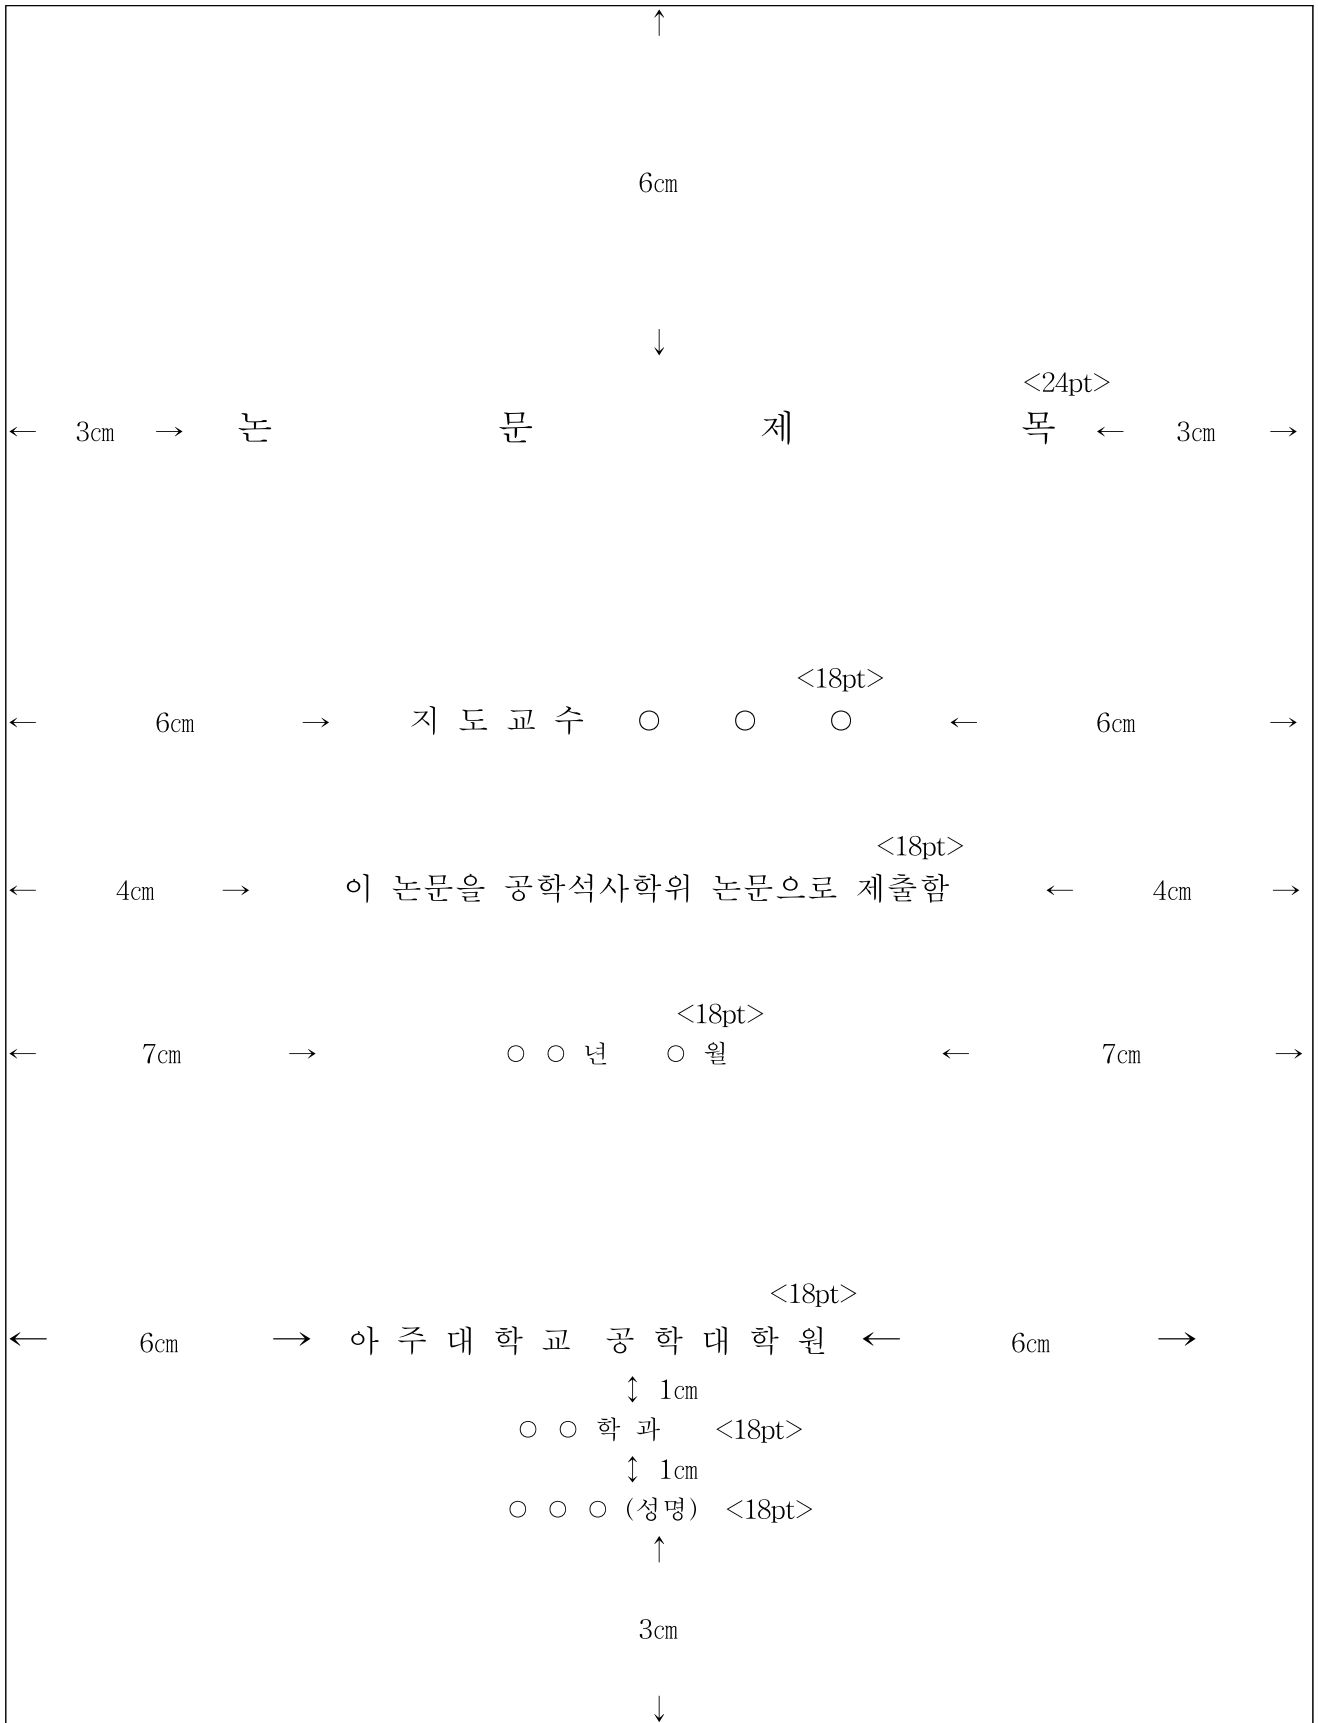 ↑
6㎝
↓
<24pt>
← 3㎝ → 논 문 제 목 ← 3㎝ →
<18pt>
← 6㎝ → 지 도 교 수 ○ ○ ○ ← 6㎝ →
<18pt>
← 4㎝ → 이 논문을 공학석사학위 논문으로 제출함 ← 4㎝ →
<18pt>
← 7㎝ → ○ ○ 년 ○ 월 ← 7㎝ →
<18pt>
← 6㎝ → 아 주 대 학 교 공 학 대 학 원 ← 6㎝ →
↕ 1㎝
○ ○ 학 과 <18pt>
↕ 1㎝
○ ○ ○ (성명) <18pt>
↑
3㎝
↓